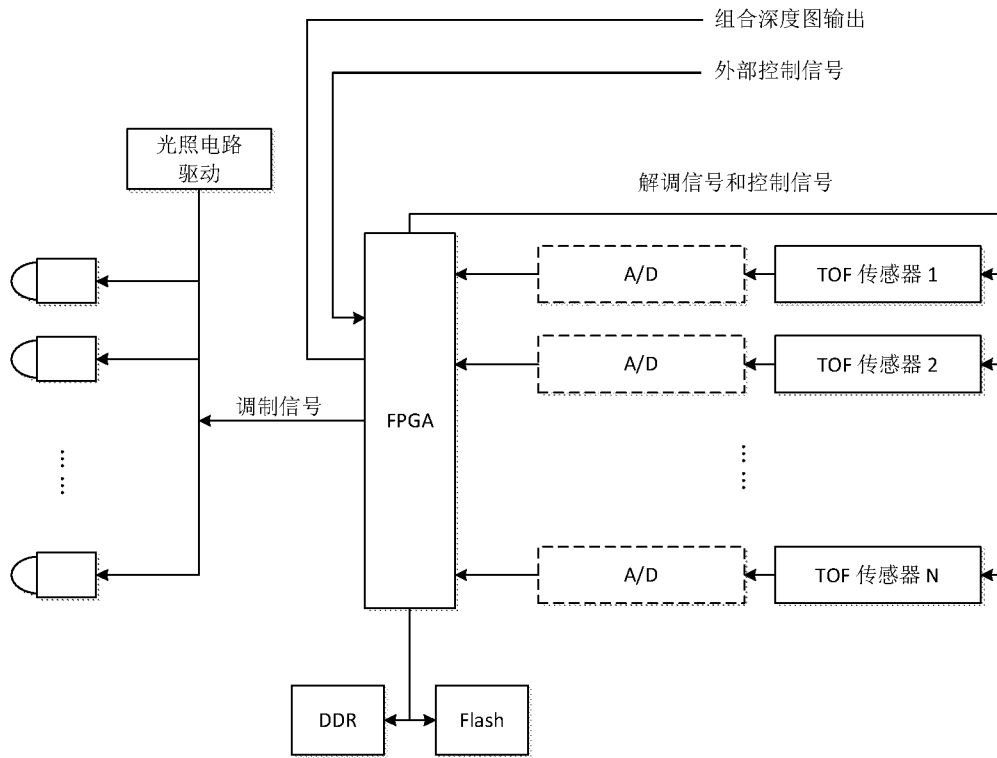 组合深度图输出
外部控制信号
光照电路
驱动
解调信号和控制信号
A/D
TOF 传感器 1
A/D
TOF 传感器 2
调制信号
FPGA
A/D
TOF 传感器 N
DDR
Flash